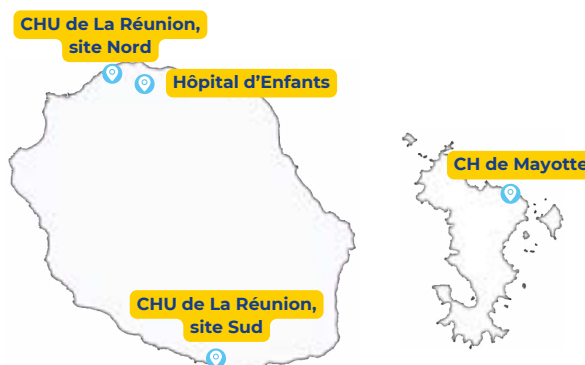 CHU de La Réunion,
site Nord
Hôpital d’Enfants
CH de Mayotte
CHU de La Réunion,
site Sud